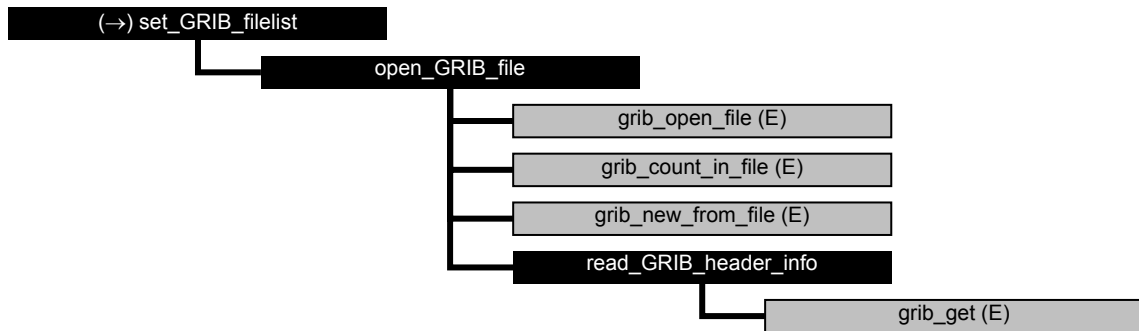 (→) set_GRIB_filelist
open_GRIB_file
grib_open_file (E)
grib_count_in_file (E)
grib_new_from_file (E)
read_GRIB_header_info
grib_get (E)